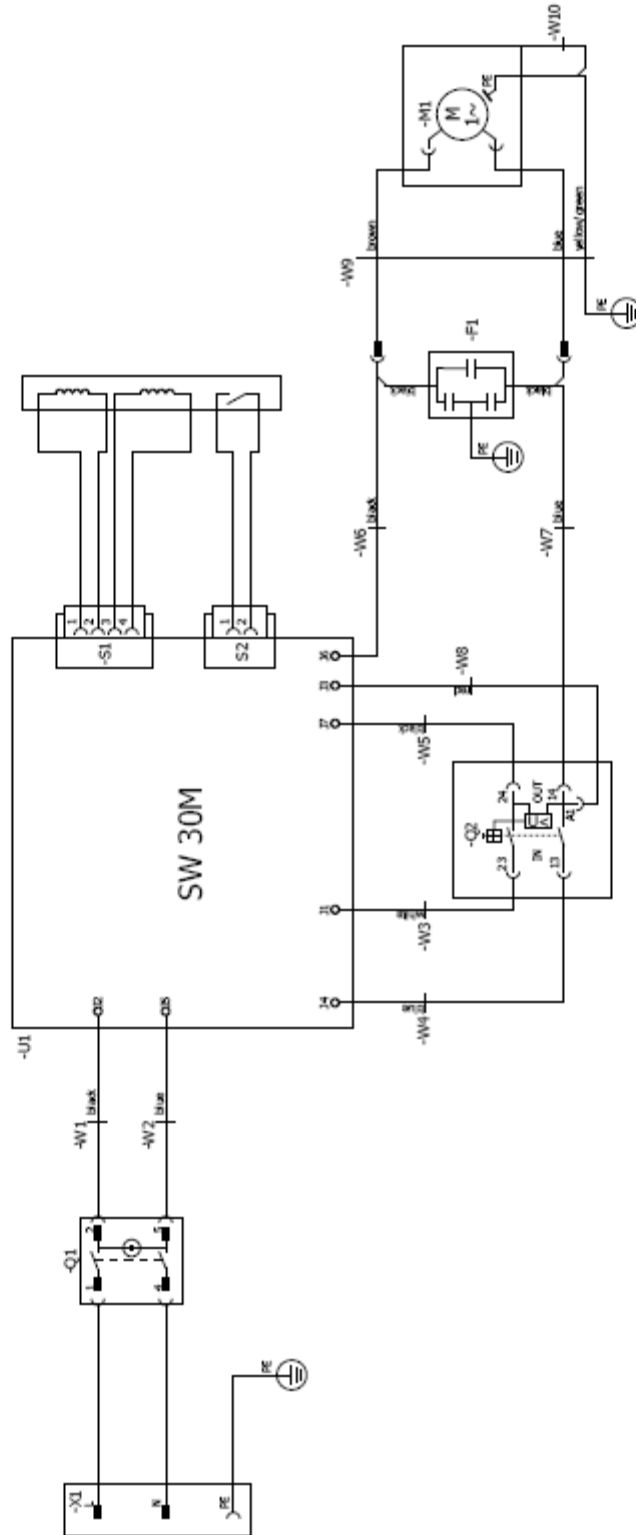 -X1
L
N
PE
PE
-Q1
1
2
4
5
-W1
black
-W2
blue
-U1
SW 30M
-S1
1
2
3
4
S2
1
2
-W4
-W3
-W5
-W8
-W6
black
-W7
blue
-Q2
23
24
IN
OUT
13
14
A1
-F1
PE
-W9
brown
blue
yellow/green
PE
-M1
M
1~
PE
-W10